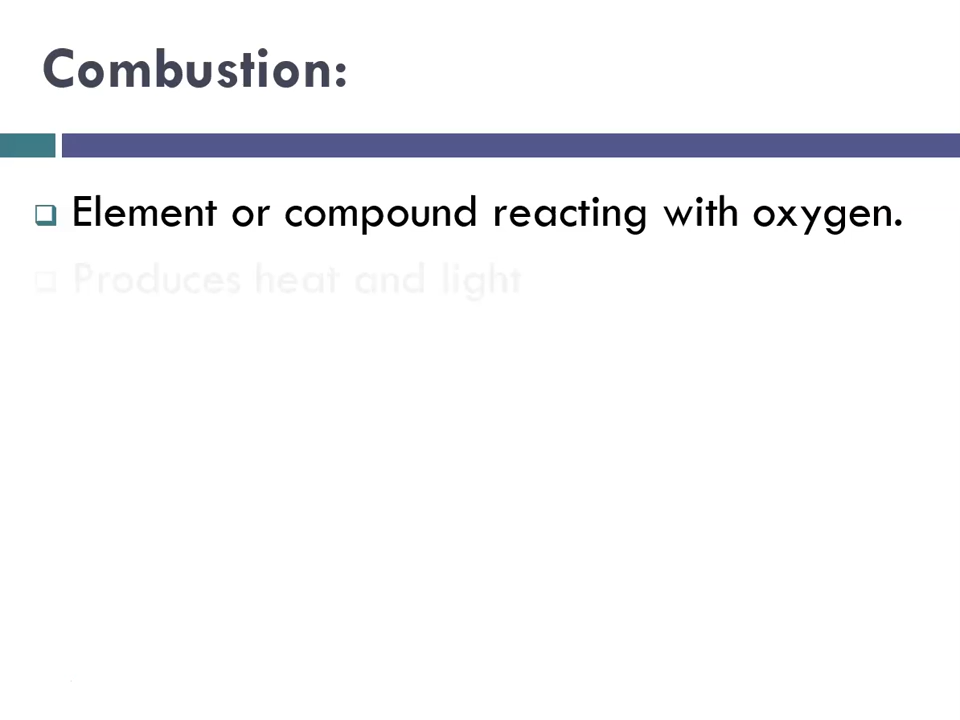 Combustion:
Element or compound reacting with oxygen.
Produces heat and light